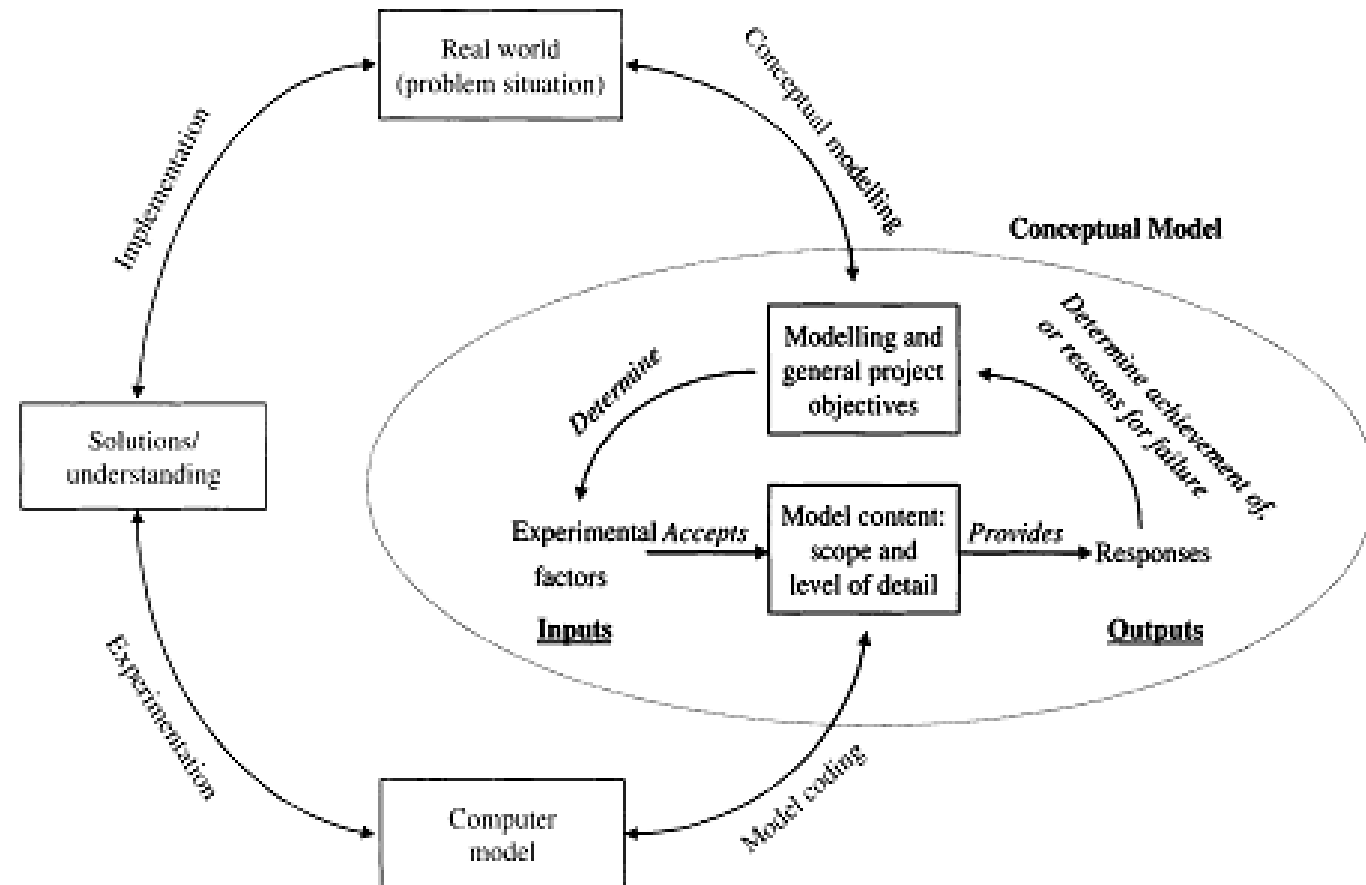 Real world
(problem situation)
Implementation
Conceptual modelling
Conceptual Model
Modelling and
general project
objectives
Determine
Determine achievement of,
or reasons for failure
Solutions/
understanding
Experimental
factors
Accepts
Model content:
scope and
level of detail
Provides
Responses
Inputs
Outputs
Experimentation
Model coding
Computer
model